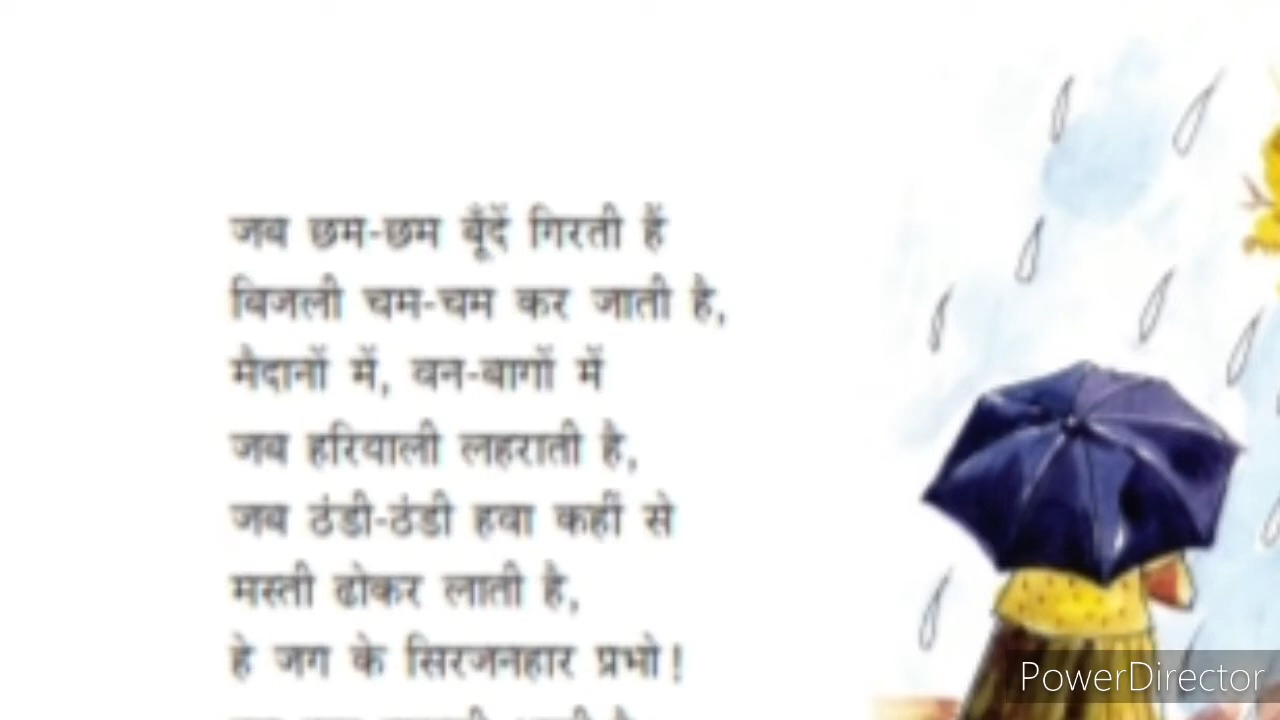 जब छम-छम बूँदें गिरती हैं
बिजली चम-चम कर जाती है,
मैदानों में, वन-बागों में
जब हरियाली लहराती है,
जब ठंडी-ठंडी हवा कहीं से
मस्ती ढोकर लाती है,
हे जग के सिरजनहार प्रभो!
PowerDirector